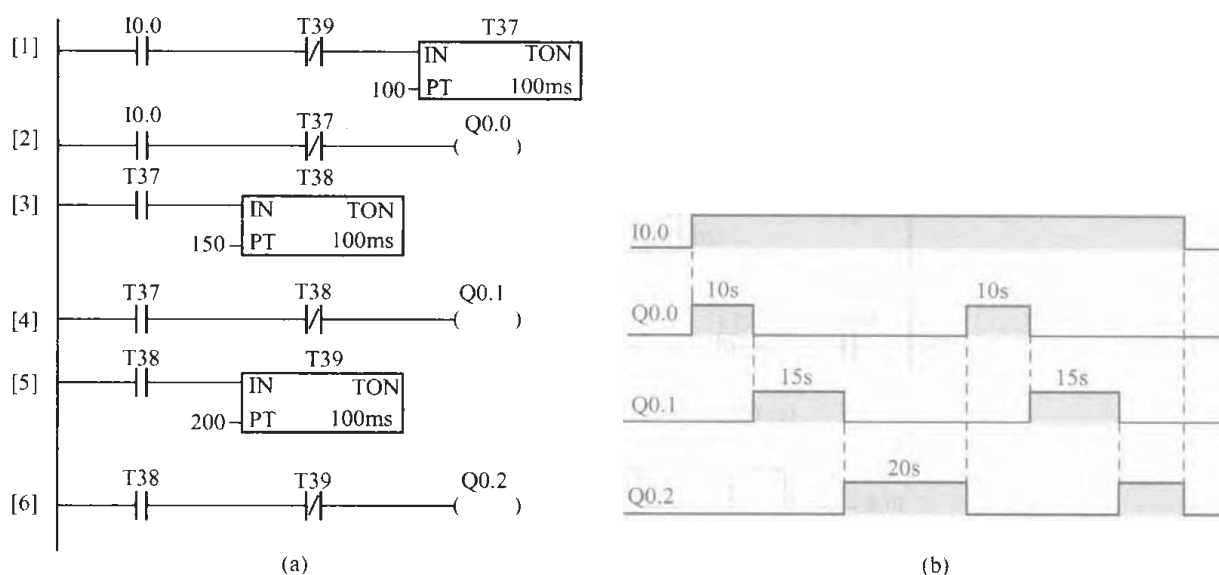 I0.0 T39 T37
[1] IN TON
100 PT 100ms
I0.0 T37 Q0.0
[2] ( )
T37 T38
[3] IN TON
150 PT 100ms
T37 T38 Q0.1
[4] ( )
T38 T39
[5] IN TON
200 PT 100ms
T38 T39 Q0.2
[6] ( )
(a)
I0.0
10s 10s
Q0.0
15s 15s
Q0.1
20s
Q0.2
(b)